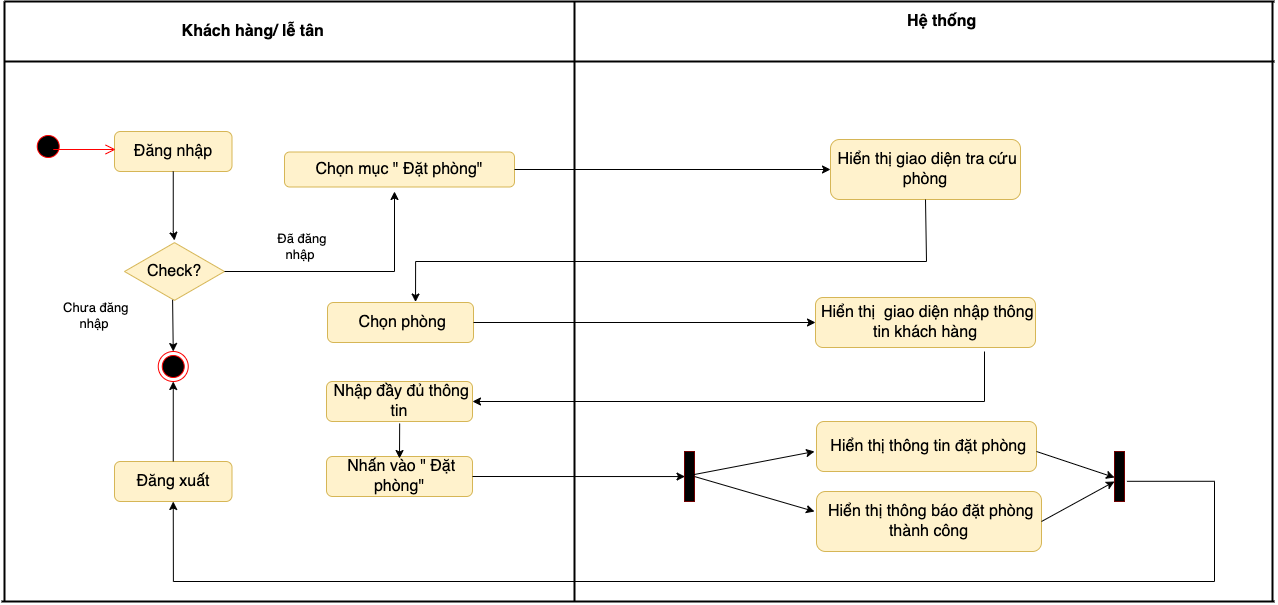 Khách hàng/ lễ tân
Hệ thống
Đăng nhập
Chọn mục " Đặt phòng"
Hiển thị giao diện tra cứu
phòng
Check?
Đã đăng
nhập
Chưa đăng
nhập
Chọn phòng
Hiển thị  giao diện nhập thông
tin khách hàng
Nhập đầy đủ thông
tin
Nhấn vào " Đặt
phòng"
Hiển thị thông tin đặt phòng
Đăng xuất
Hiển thị thông báo đặt phòng
thành công